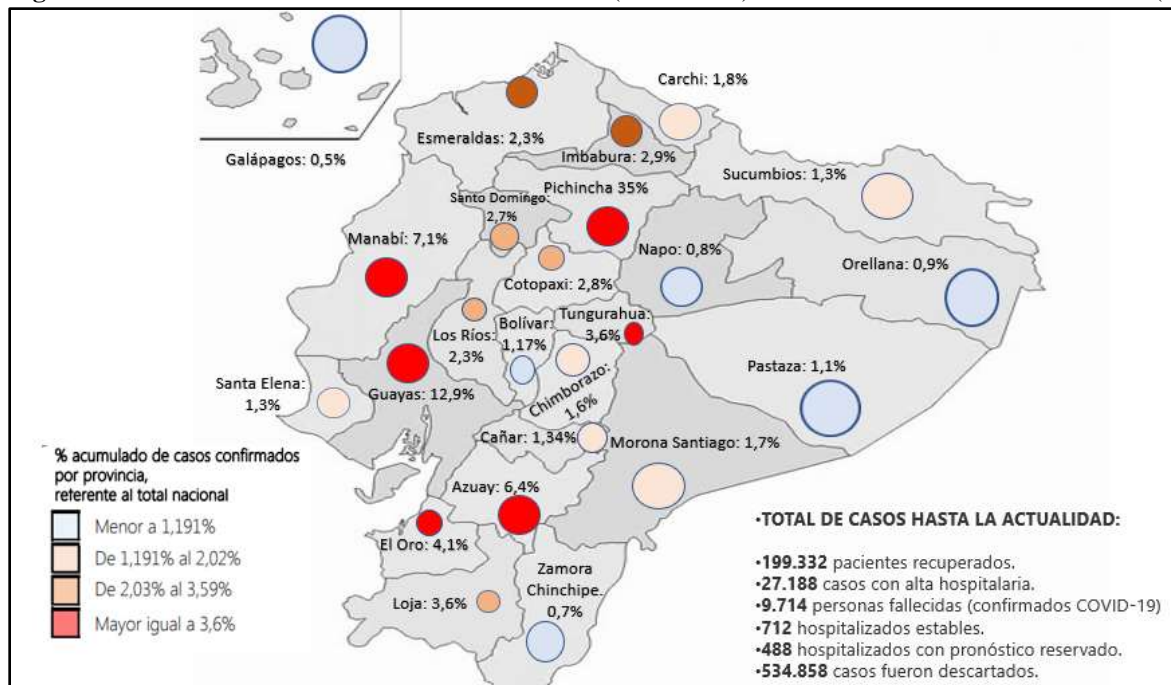 Carchi: 1,8%
Esmeraldas: 2,3%
Imbabura: 2,9%
Galápagos: 0,5%
Sucumbios: 1,3%
Pichincha 35%
Santo Domingo:
2,7%
Manabí: 7,1%
Napo: 0,8%
Orellana: 0,9%
Cotopaxi: 2,8%
Tungurahua:
3,6%
Bolívar:
1,17%
Los Ríos:
2,3%
Pastaza: 1,1%
Santa Elena:
1,3%
Guayas: 12,9%
Chimborazo:
1,6%
Cañar: 1,34%
Morona Santiago: 1,7%
Azuay: 6,4%
El Oro: 4,1%
Zamora
Chinchipe.
0,7%
Loja: 3,6%
% acumulado de casos confirmados
por provincia,
referente al total nacional
Menor a 1,191%
De 1,191% al 2,02%
De 2,03% al 3,59%
Mayor igual a 3,6%
•TOTAL DE CASOS HASTA LA ACTUALIDAD:
•199.332 pacientes recuperados.
•27.188 casos con alta hospitalaria.
•9.714 personas fallecidas (confirmados COVID-19)
•712 hospitalizados estables.
•488 hospitalizados con pronóstico reservado.
•534.858 casos fueron descartados.